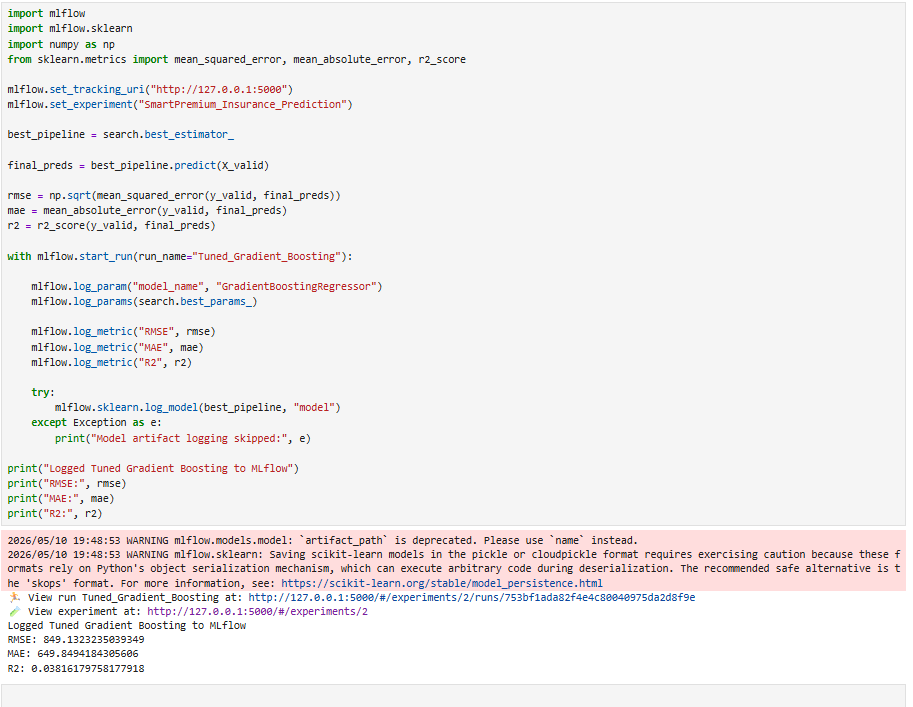 import mlflow
import mlflow.sklearn
import numpy as np
from sklearn.metrics import mean_squared_error, mean_absolute_error, r2_score
mlflow.set_tracking_uri("http://127.0.0.1:5000")
mlflow.set_experiment("SmartPremium_Insurance_Prediction")
best_pipeline = search.best_estimator_
final_preds = best_pipeline.predict(X_valid)
rmse = np.sqrt(mean_squared_error(y_valid, final_preds))
mae = mean_absolute_error(y_valid, final_preds)
r2 = r2_score(y_valid, final_preds)
with mlflow.start_run(run_name="Tuned_Gradient_Boosting"):
    mlflow.log_param("model_name", "GradientBoostingRegressor")
    mlflow.log_params(search.best_params_)
    mlflow.log_metric("RMSE", rmse)
    mlflow.log_metric("MAE", mae)
    mlflow.log_metric("R2", r2)
    try:
        mlflow.sklearn.log_model(best_pipeline, "model")
    except Exception as e:
        print("Model artifact logging skipped:", e)
print("Logged Tuned Gradient Boosting to MLflow")
print("RMSE:", rmse)
print("MAE:", mae)
print("R2:", r2)
2026/05/10 19:48:53 WARNING mlflow.models.model: `artifact_path` is deprecated. Please use `name` instead.
2026/05/10 19:48:53 WARNING mlflow.sklearn: Saving scikit-learn models in the pickle or cloudpickle format requires exercising caution because these f
ormats rely on Python's object serialization mechanism, which can execute arbitrary code during deserialization. The recommended safe alternative is t
he 'skops' format. For more information, see: https://scikit-learn.org/stable/model_persistence.html
🏃 View run Tuned_Gradient_Boosting at: http://127.0.0.1:5000/#/experiments/2/runs/753bf1ada82f4e4c80040975da2d8f9e
🧪 View experiment at: http://127.0.0.1:5000/#/experiments/2
Logged Tuned Gradient Boosting to MLflow
RMSE: 849.1323235039349
MAE: 649.8494184305606
R2: 0.03816179758177918